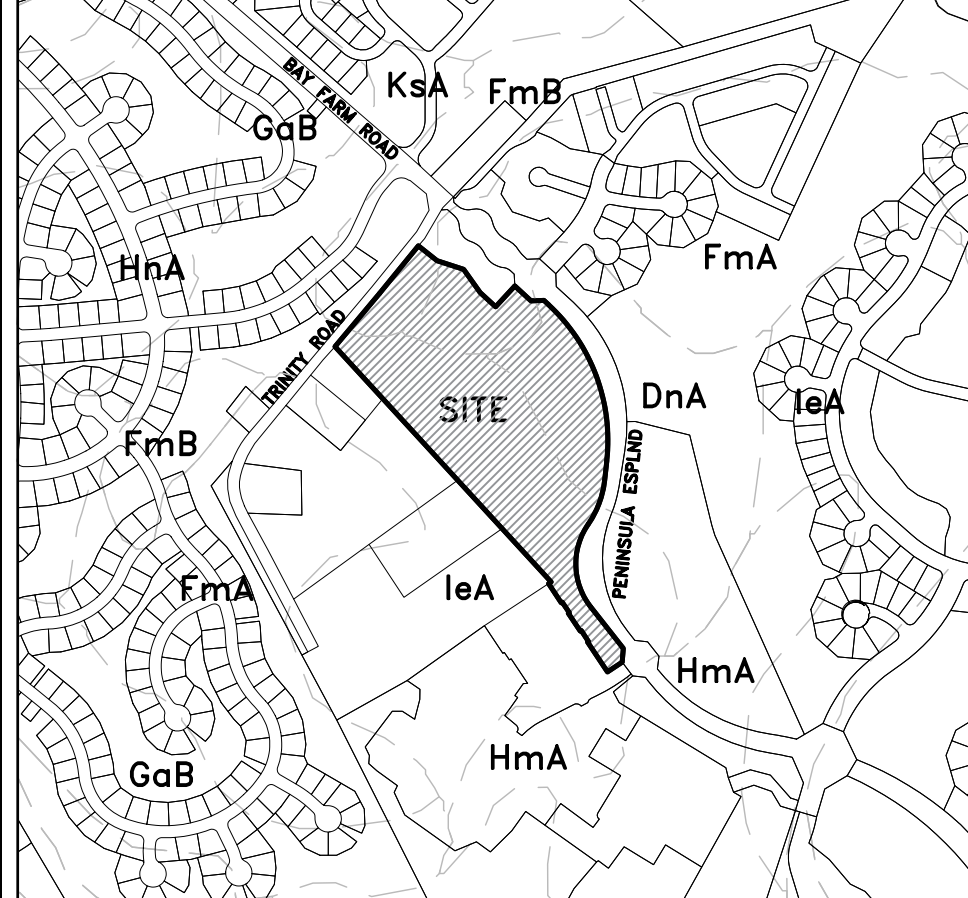 KsA
FmB
BAY FARM ROAD
GaB
FmA
HnA
TRINITY ROAD
DnA
SITE
IeA
FmB
PENINSULA ESPLND
FmA
IeA
HmA
HmA
GaB